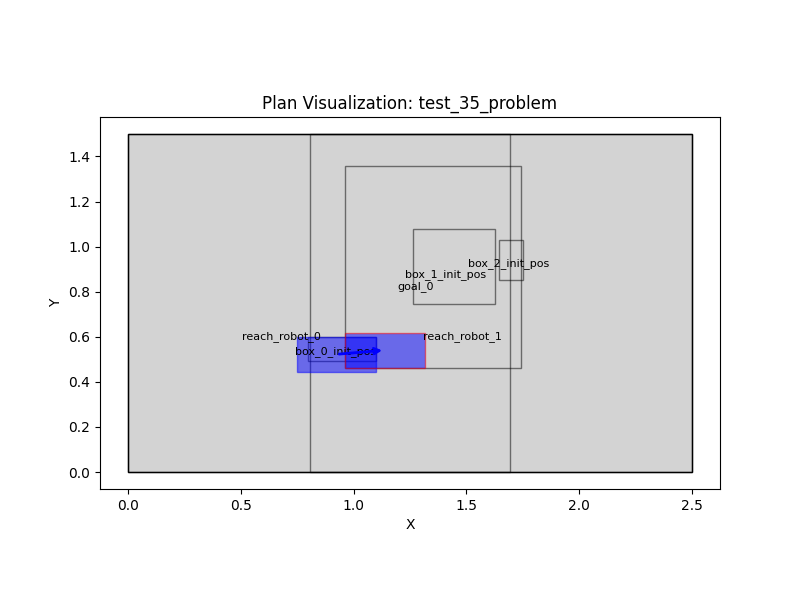 Plan Visualization: test_35_problem
Y
1.4
1.2
1.0
0.8
0.6
0.4
0.2
0.0
box_2_init_pos
box_1_init_pos
goal_0
reach_robot_0
reach_robot_1
box_0_init_pos
0.0
0.5
1.0
1.5
2.0
2.5
X